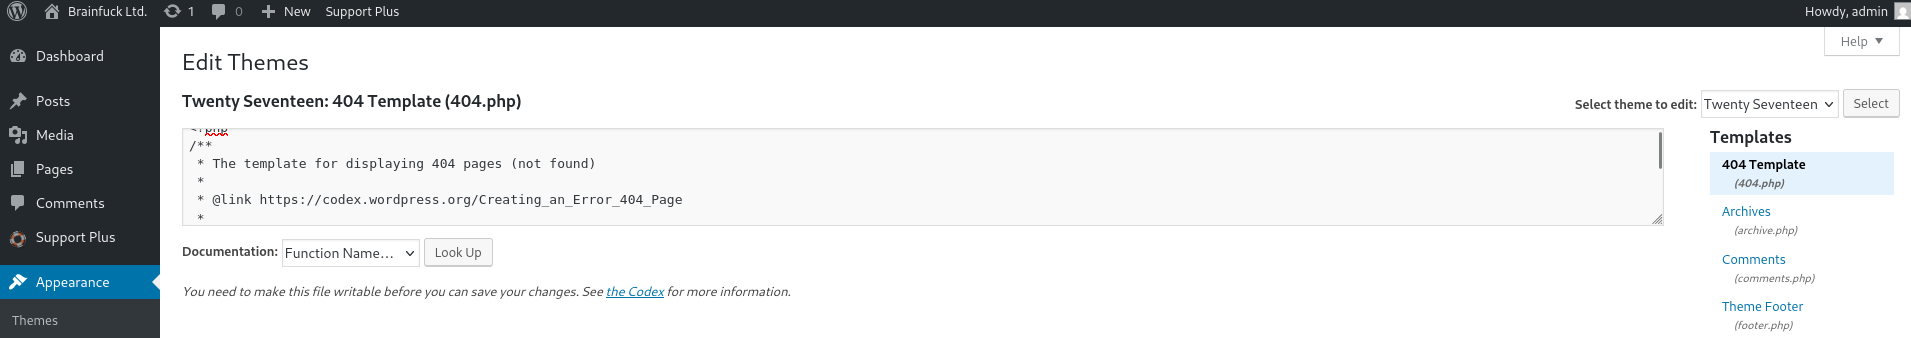 Brainfuck Ltd. 1 0 New Support Plus Howdy, admin
Help
Dashboard
Posts
Media
Pages
Comments
Support Plus
Appearance
Themes
Edit Themes
Twenty Seventeen: 404 Template (404.php)
Select theme to edit: Twenty Seventeen Select
<?php
/**
 * The template for displaying 404 pages (not found)
 *
 * @link https://codex.wordpress.org/Creating_an_Error_404_Page
 *
Documentation: Function Name... Look Up
You need to make this file writable before you can save your changes. See the Codex for more information.
Templates
404 Template
(404.php)
Archives
(archive.php)
Comments
(comments.php)
Theme Footer
(footer.php)